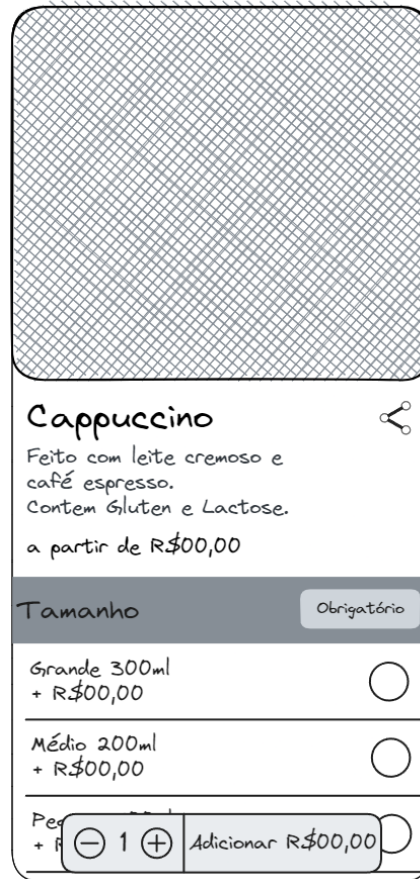 Cappuccino
Feito com leite cremoso e
café espresso.
Contem Gluten e Lactose.
a partir de R$00,00
Tamanho
Obrigatório
Grande 300ml
+ R$00,00
Médio 200ml
+ R$00,00
1 Adicionar R$00,00